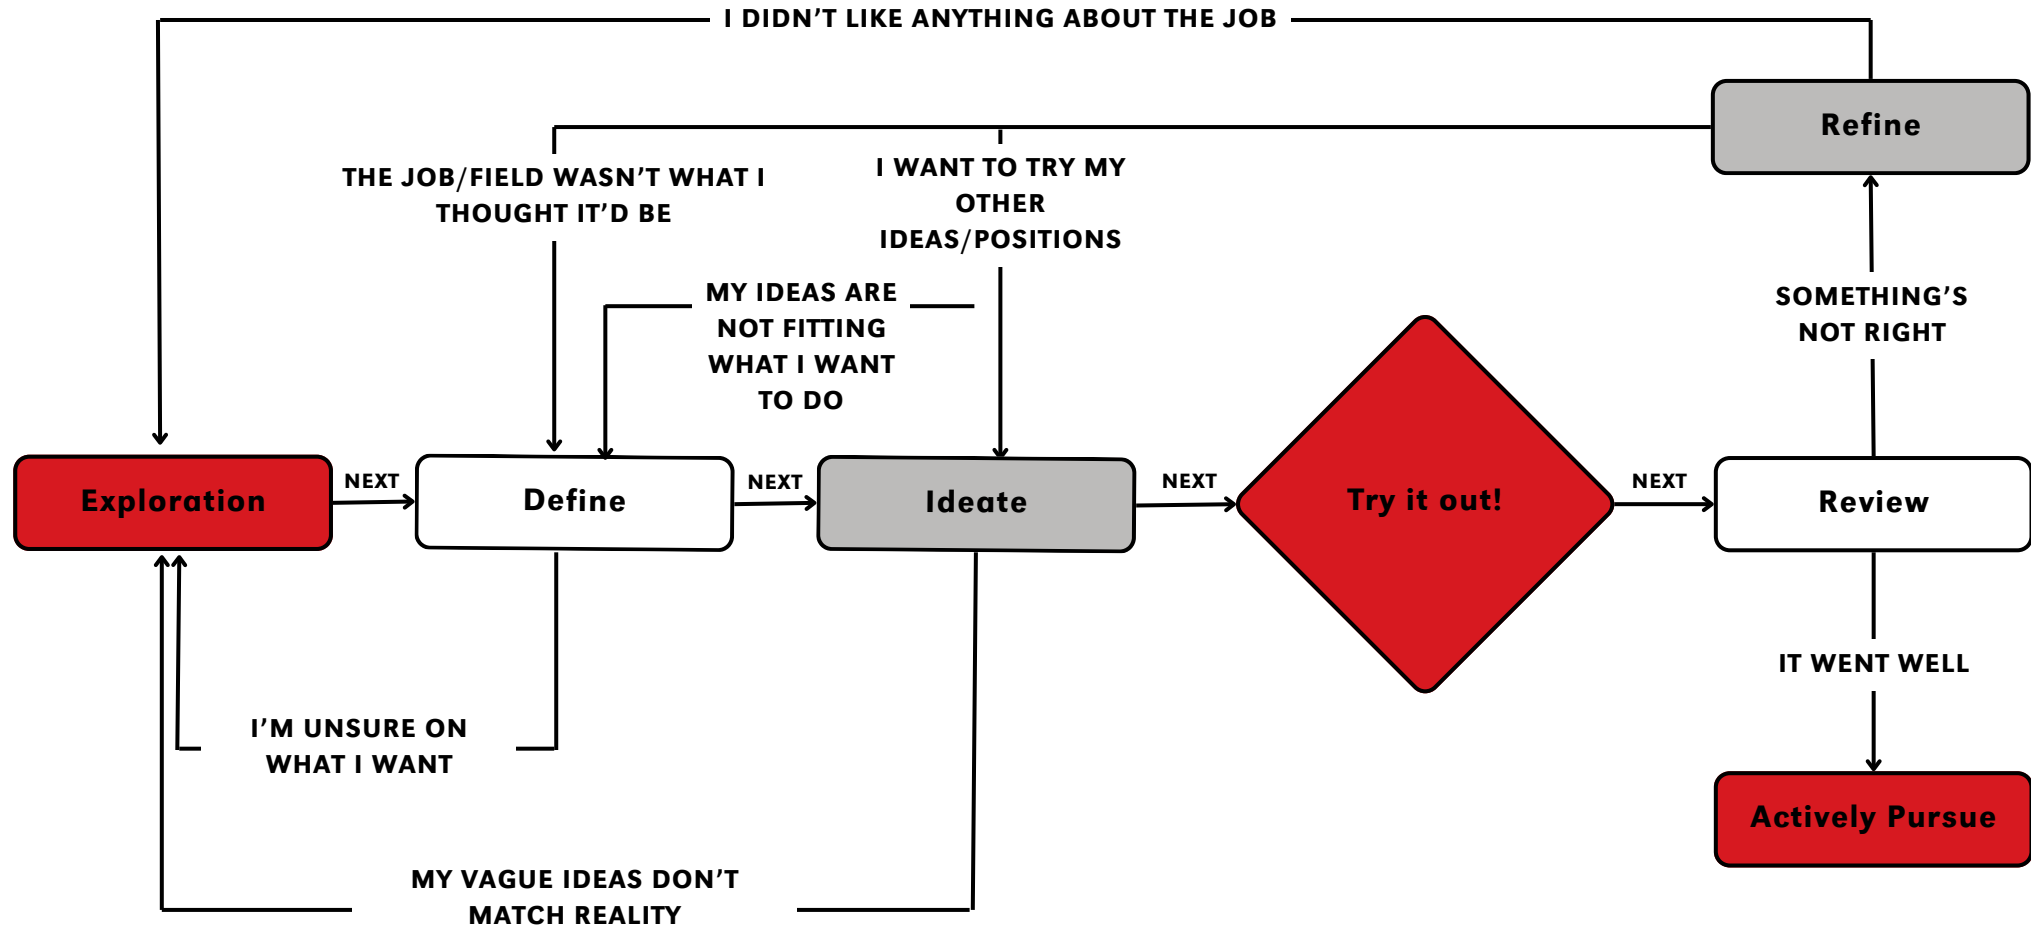 I DIDN’T LIKE ANYTHING ABOUT THE JOB
Refine
THE JOB/FIELD WASN’T WHAT I
THOUGHT IT’D BE
I WANT TO TRY MY
OTHER
IDEAS/POSITIONS
MY IDEAS ARE
NOT FITTING
WHAT I WANT
TO DO
SOMETHING’S
NOT RIGHT
Exploration
NEXT
Define
NEXT
Ideate
NEXT
Try it out!
NEXT
Review
IT WENT WELL
I’M UNSURE ON
WHAT I WANT
Actively Pursue
MY VAGUE IDEAS DON’T
MATCH REALITY